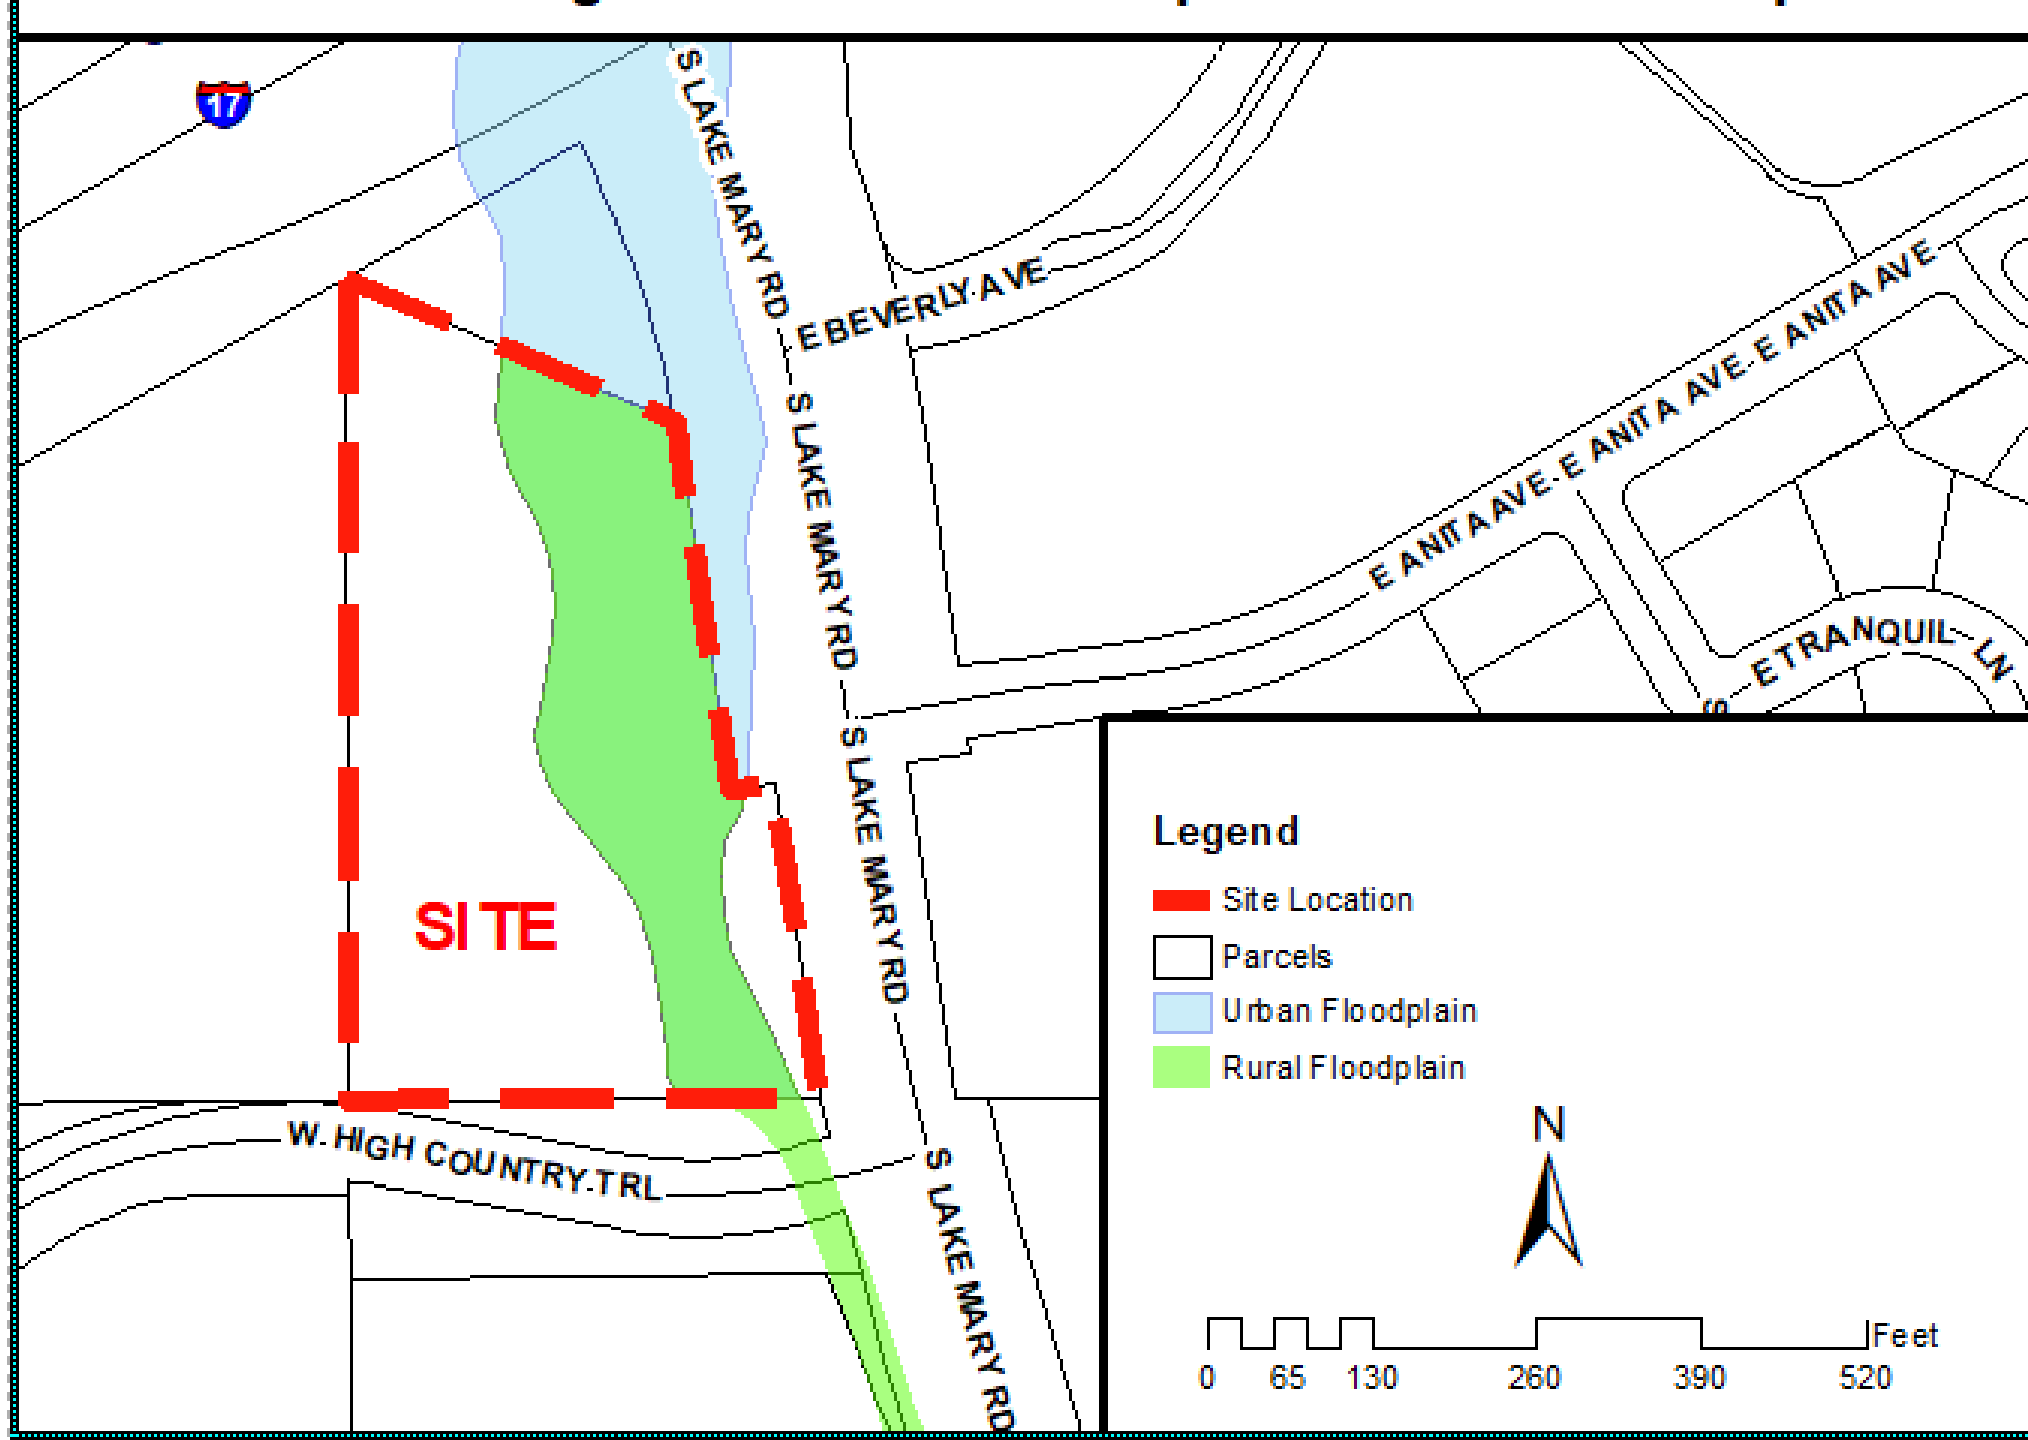 17
S LAKE MARY RD
E BEVERLY AVE
E ANITA AVE
E ANITA AVE
E ANITA AVE
S LAKE MARY RD
E TRANQUIL LN
S
S LAKE MARY RD
SITE
W. HIGH COUNTRY TRL
S LAKE MARY RD
Legend
Site Location
Parcels
Urban Floodplain
Rural Floodplain
N
Feet
0 65 130 260 390 520